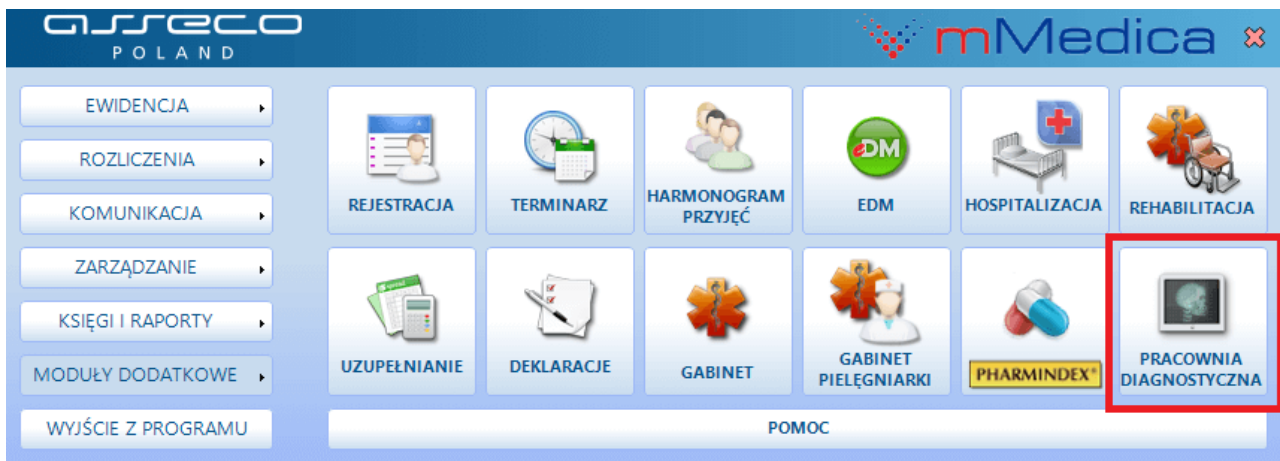 asseco
POLAND
mMedica
EWIDENCJA
ROZLICZENIA
KOMUNIKACJA
ZARZĄDZANIE
KSIĘGI I RAPORTY
MODUŁY DODATKOWE
WYJŚCIE Z PROGRAMU
REJESTRACJA
TERMINARZ
HARMONOGRAM
PRZYJĘĆ
eDM
EDM
HOSPITALIZACJA
REHABILITACJA
UZUPEŁNIANIE
DEKLARACJE
GABINET
GABINET
PIELĘGNIARKI
PHARMINDEX®
PRACOWNIA
DIAGNOSTYCZNA
POMOC